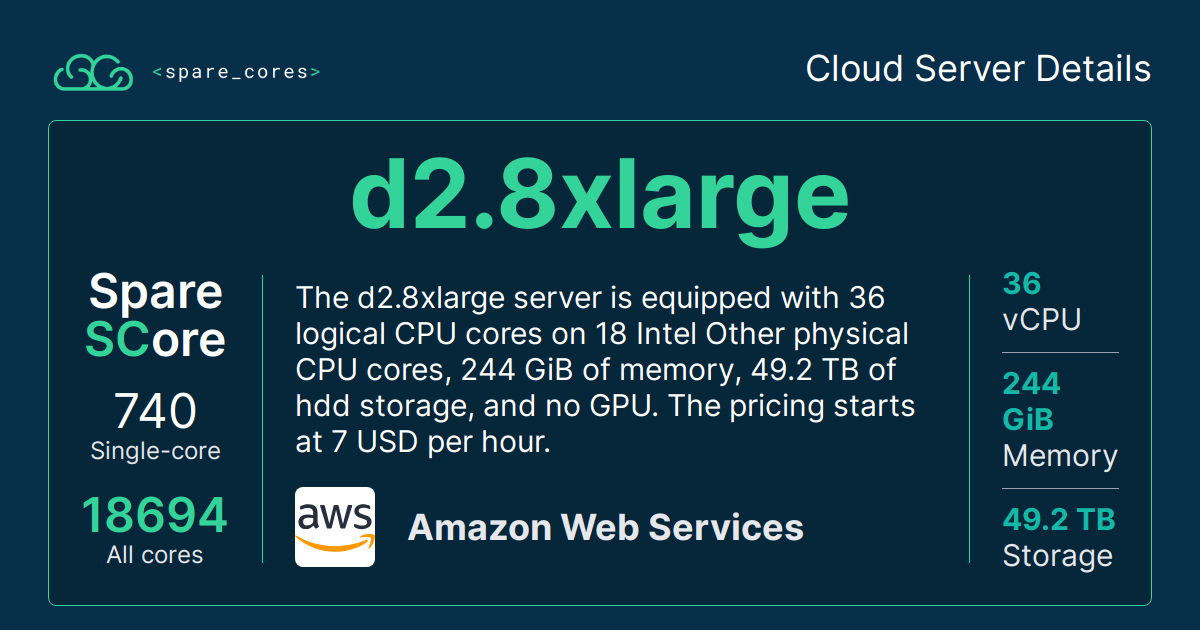 <spare_cores>
Cloud Server Details
d2.8xlarge
Spare
SCore
740
Single-core
18694
All cores
The d2.8xlarge server is equipped with 36
logical CPU cores on 18 Intel Other physical
CPU cores, 244 GiB of memory, 49.2 TB of
hdd storage, and no GPU. The pricing starts
at 7 USD per hour.
aws
Amazon Web Services
36
vCPU
244
GiB
Memory
49.2 TB
Storage